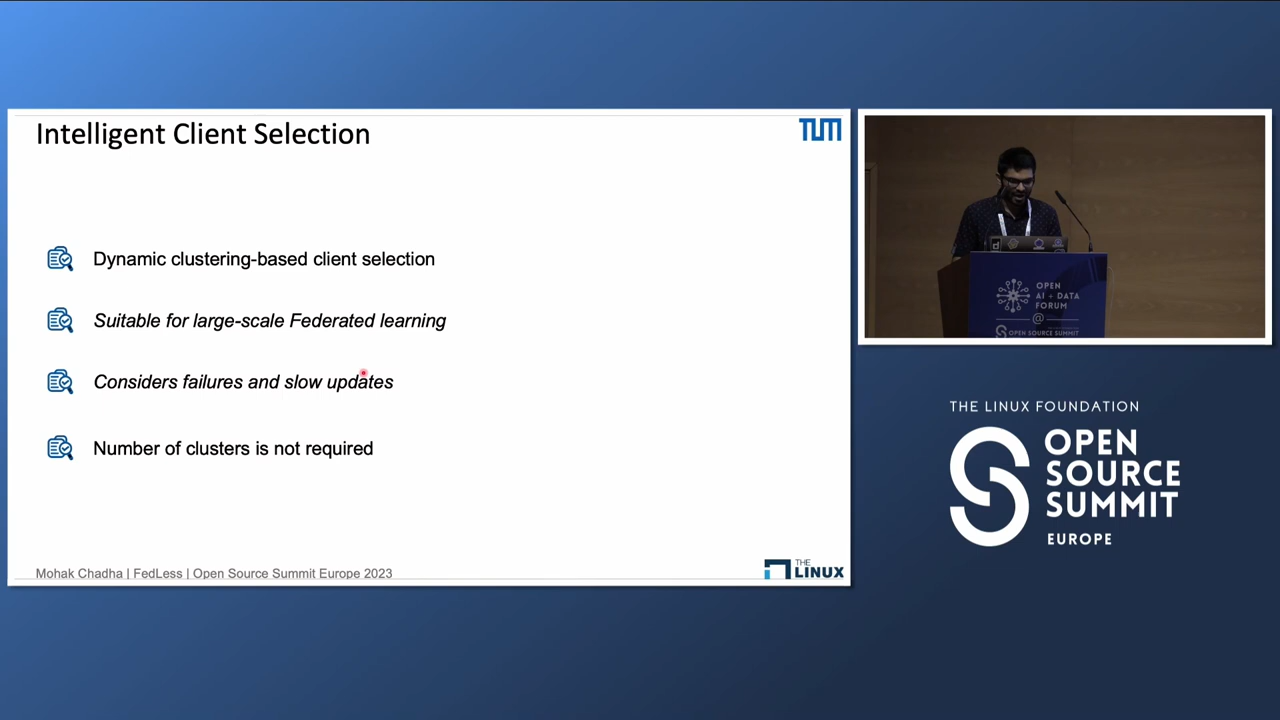 Intelligent Client Selection
TUM
Dynamic clustering-based client selection
Suitable for large-scale Federated learning
Considers failures and slow updates
Number of clusters is not required
Mohak Chadha | FedLess | Open Source Summit Europe 2023
THE
LINUX
OPEN
AI + DATA
FORUM
@
OPEN SOURCE SUMMIT
THE LINUX FOUNDATION
OPEN
SOURCE
SUMMIT
EUROPE